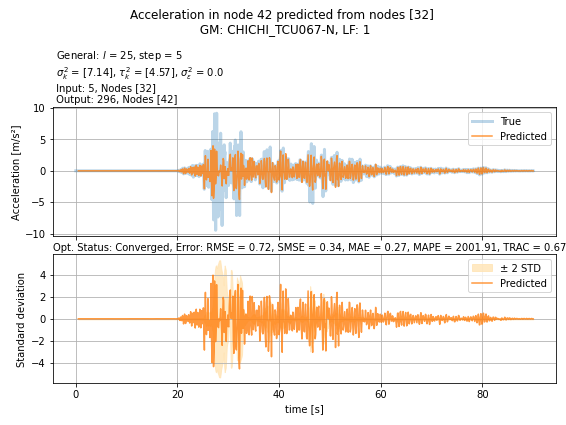 Acceleration in node 42 predicted from nodes [32]
GM: CHICHI_TCU067-N, LF: 1
General: l = 25, step = 5
σ²ₖ = [7.14], τ²ₖ = [4.57], σ²ε = 0.0
Input: 5, Nodes [32]
Output: 296, Nodes [42]
10
5
0
−5
−10
Acceleration [m/s²]
True
Predicted
Opt. Status: Converged, Error: RMSE = 0.72, SMSE = 0.34, MAE = 0.27, MAPE = 2001.91, TRAC = 0.67
4
2
0
−2
−4
Standard deviation
± 2 STD
Predicted
0 20 40 60 80
time [s]